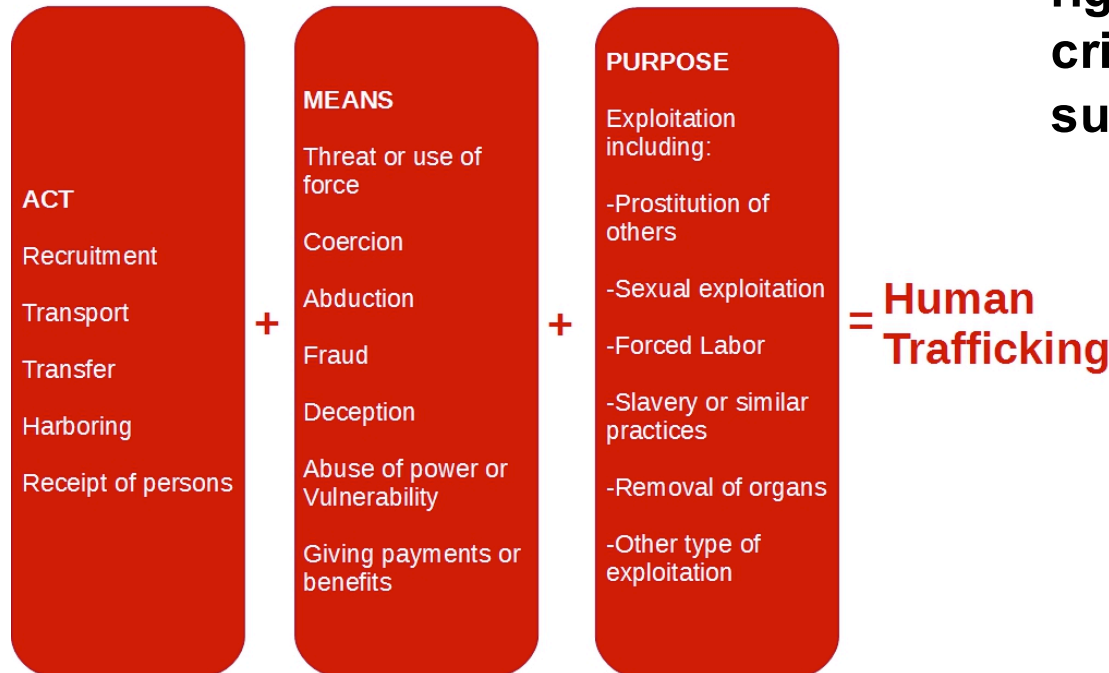 ACT
Recruitment
Transport
Transfer
Harboring
Receipt of persons
+
MEANS
Threat or use of
force
Coercion
Abduction
Fraud
Deception
Abuse of power or
Vulnerability
Giving payments or
benefits
+
PURPOSE
Exploitation
including:
-Prostitution of
others
-Sexual exploitation
-Forced Labor
-Slavery or similar
practices
-Removal of organs
-Other type of
exploitation
= Human
Trafficking
cri
su